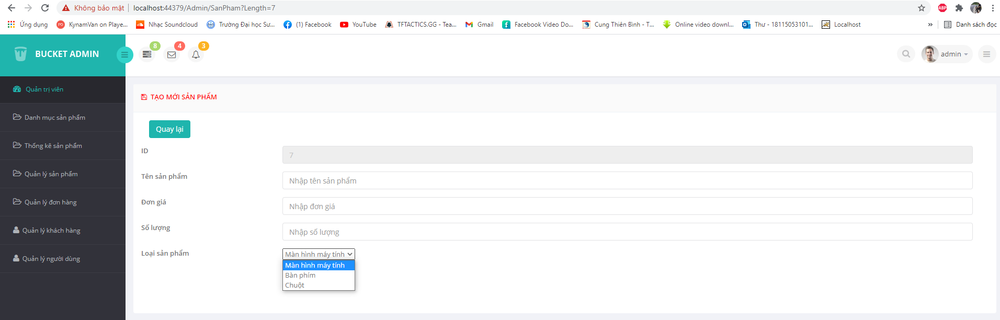 Không bảo mật localhost:44379/Admin/SanPham?Length=7 ABP
Ứng dụng PD KynamVan on Playe... Nhạc Soundcloud Trường Đại học Sư... (1) Facebook YouTube TFTACTICS.GG - Tea... Gmail Facebook Video Do... Cung Thiên Bình - T... Online video downl... Thư - 18115053101... Localhost » Danh sách đọc
BUCKET ADMIN 8 4 3 admin
Quản trị viên
Danh mục sản phẩm
Thống kê sản phẩm
Quản lý sản phẩm
Quản lý đơn hàng
Quản lý khách hàng
Quản lý người dùng
TẠO MỚI SẢN PHẨM
Quay lại
ID 7
Tên sản phẩm Nhập tên sản phẩm
Đơn giá Nhập đơn giá
Số lượng Nhập số lượng
Loại sản phẩm Màn hình máy tính
Màn hình máy tính
Bàn phím
Chuột